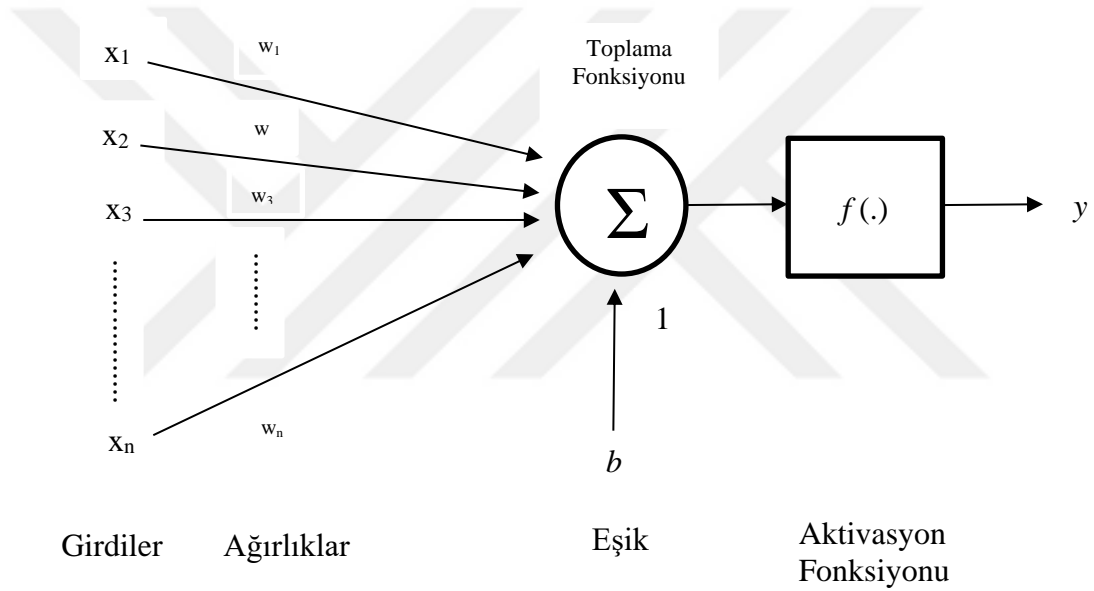 x1
w1
Toplama
Fonksiyonu
x2
w
x3
w3
Σ
f(.)
y
1
xn
wn
b
Girdiler
Ağırlıklar
Eşik
Aktivasyon
Fonksiyonu